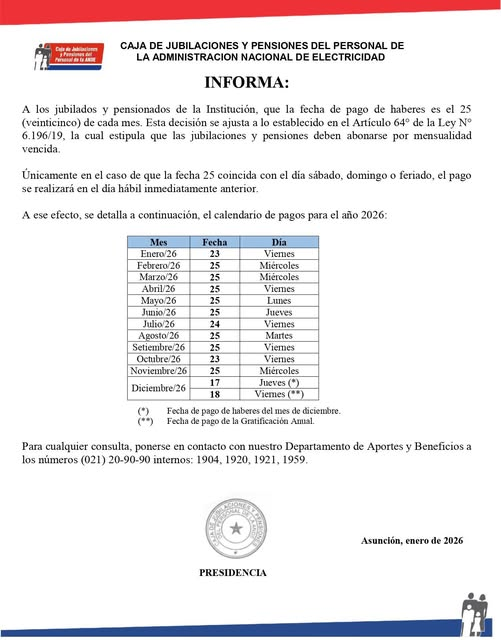 Caja de Jubilaciones
y Pensiones del
Personal de la ANDE
CAJA DE JUBILACIONES Y PENSIONES DEL PERSONAL DE
LA ADMINISTRACION NACIONAL DE ELECTRICIDAD
INFORMA:
A los jubilados y pensionados de la Institución, que la fecha de pago de haberes es el 25
(veinticinco) de cada mes. Esta decisión se ajusta a lo establecido en el Artículo 64° de la Ley N°
6.196/19, la cual estipula que las jubilaciones y pensiones deben abonarse por mensualidad
vencida.
Únicamente en el caso de que la fecha 25 coincida con el día sábado, domingo o feriado, el pago
se realizará en el día hábil inmediatamente anterior.
A ese efecto, se detalla a continuación, el calendario de pagos para el año 2026:
Mes Fecha Día
Enero/26 23 Viernes
Febrero/26 25 Miércoles
Marzo/26 25 Miércoles
Abril/26 25 Viernes
Mayo/26 25 Lunes
Junio/26 25 Jueves
Julio/26 24 Viernes
Agosto/26 25 Martes
Setiembre/26 25 Viernes
Octubre/26 23 Viernes
Noviembre/26 25 Miércoles
Diciembre/26 17 Jueves (*)
18 Viernes (**)
(*) Fecha de pago de haberes del mes de diciembre.
(**) Fecha de pago de la Gratificación Anual.
Para cualquier consulta, ponerse en contacto con nuestro Departamento de Aportes y Beneficios a
los números (021) 20-90-90 internos: 1904, 1920, 1921, 1959.
CAJA DE JUBILACIONES Y PENSIONES
DEL PERSONAL DE LA ANDE
Asunción, enero de 2026
PRESIDENCIA